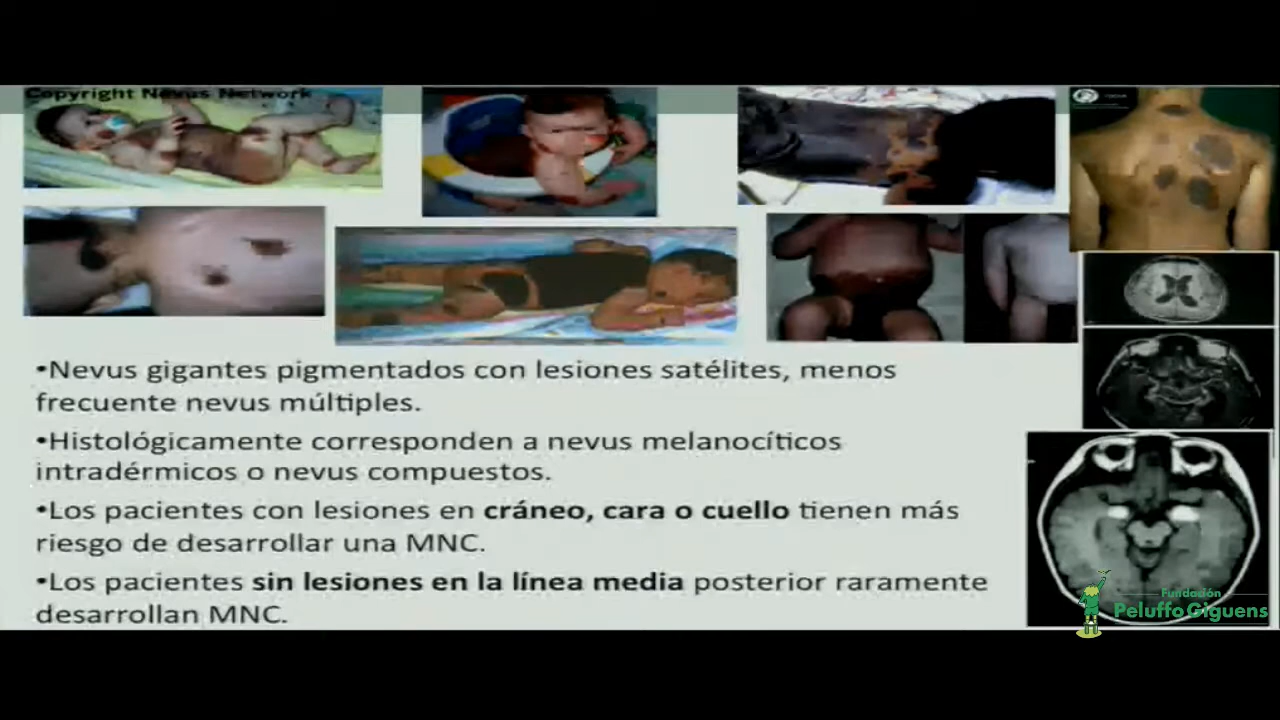 Copyright Nevus Network
•Nevus gigantes pigmentados con lesiones satélites, menos
frecuente nevus múltiples.
•Histológicamente corresponden a nevus melanocíticos
intradérmicos o nevus compuestos.
•Los pacientes con lesiones en cráneo, cara o cuello tienen más
riesgo de desarrollar una MNC.
•Los pacientes sin lesiones en la línea media posterior raramente
desarrollan MNC.
Fundación
Peluffo Giguens